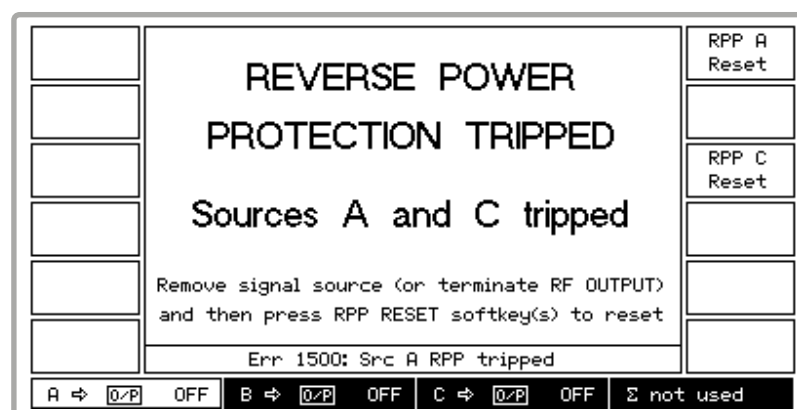 REVERSE POWER
PROTECTION TRIPPED
Sources A and C tripped
Remove signal source (or terminate RF OUTPUT)
and then press RPP RESET softkey(s) to reset
Err 1500: Src A RPP tripped
RPP A
Reset
RPP C
Reset
A ⇨ O/P OFF B ⇨ O/P OFF C ⇨ O/P OFF Σ not used